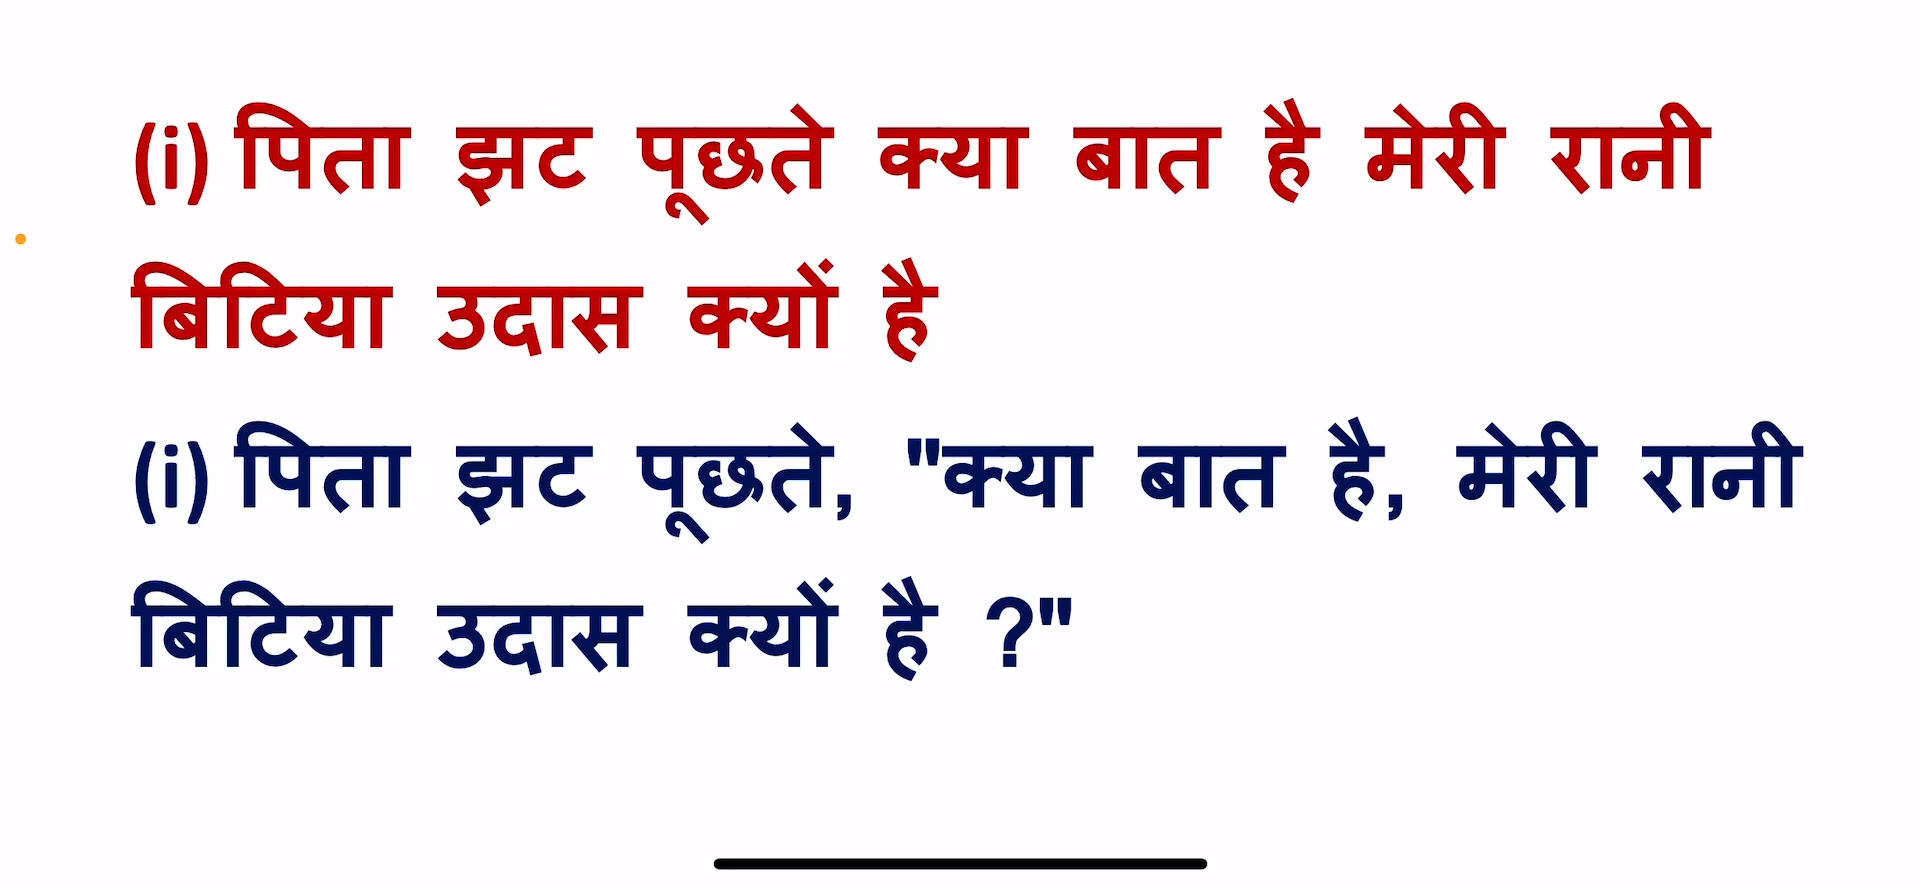 (i) पिता झट पूछते क्या बात है मेरी रानी
बिटिया उदास क्यों है
(i) पिता झट पूछते, "क्या बात है, मेरी रानी
बिटिया उदास क्यों है ?"